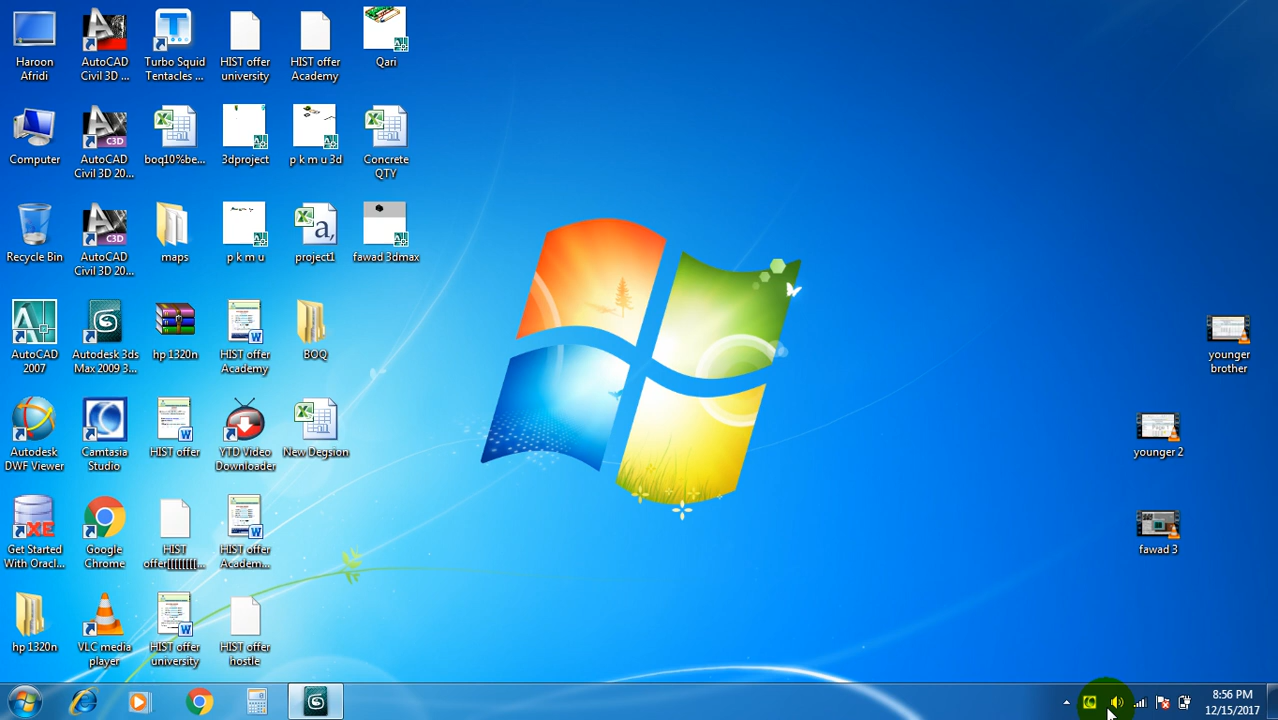 Haroon
Afridi
AutoCAD
Civil 3D ...
Turbo Squid
Tentacles ...
HIST offer
university
HIST offer
Academy
Qari
Computer
AutoCAD
Civil 3D 20...
boq10%be...
3dproject
p k m u 3d
Concrete
QTY
Recycle Bin
AutoCAD
Civil 3D 20...
maps
p k m u
project1
fawad 3dmax
AutoCAD
2007
Autodesk 3ds
Max 2009 3...
hp 1320n
HIST offer
Academy
BOQ
younger
brother
Autodesk
DWF Viewer
Camtasia
Studio
HIST offer
YTD Video
Downloader
New Degsion
younger 2
Get Started
With Oracl...
Google
Chrome
HIST
HIST offer
Academ...
fawad 3
hp 1320n
VLC media
player
HIST offer
university
HIST offer
hostle
8:56 PM
12/15/2017